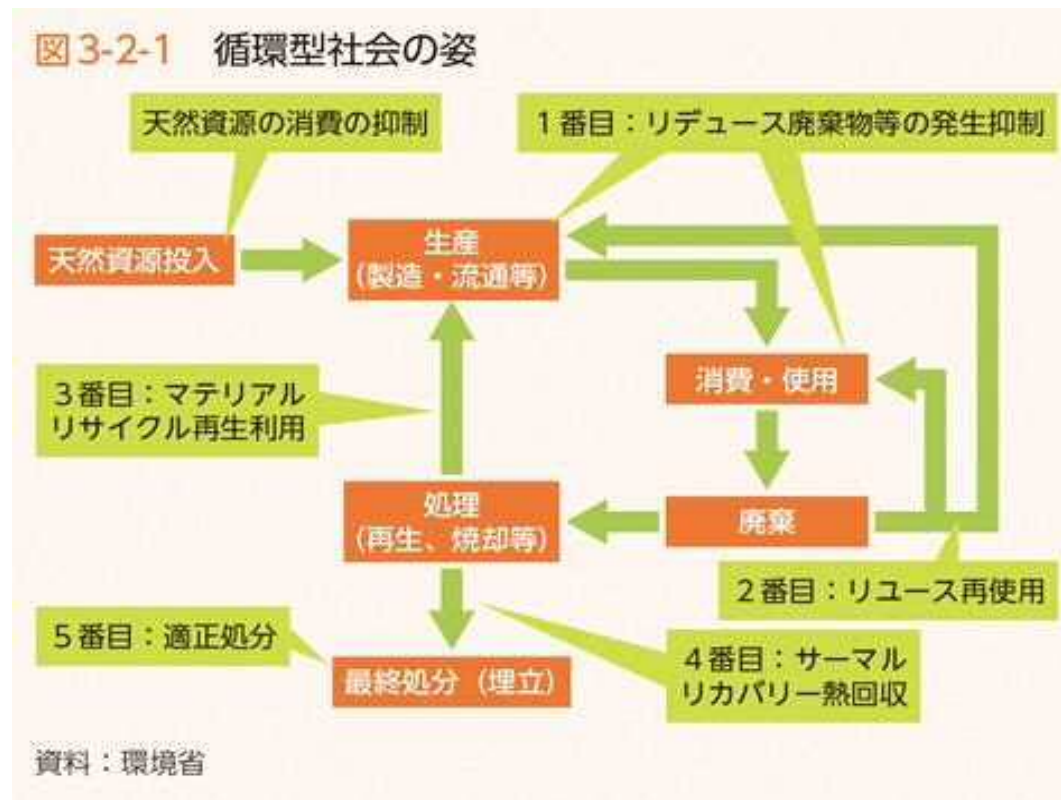 図3-2-1 循環型社会の姿
天然資源の消費の抑制
1番目：リデュース廃棄物等の発生抑制
天然資源投入
生産
（製造・流通等）
消費・使用
3番目：マテリアル
リサイクル再生利用
処理
（再生、焼却等）
廃棄
2番目：リユース再使用
5番目：適正処分
最終処分（埋立）
4番目：サーマル
リカバリー熱回収
資料：環境省